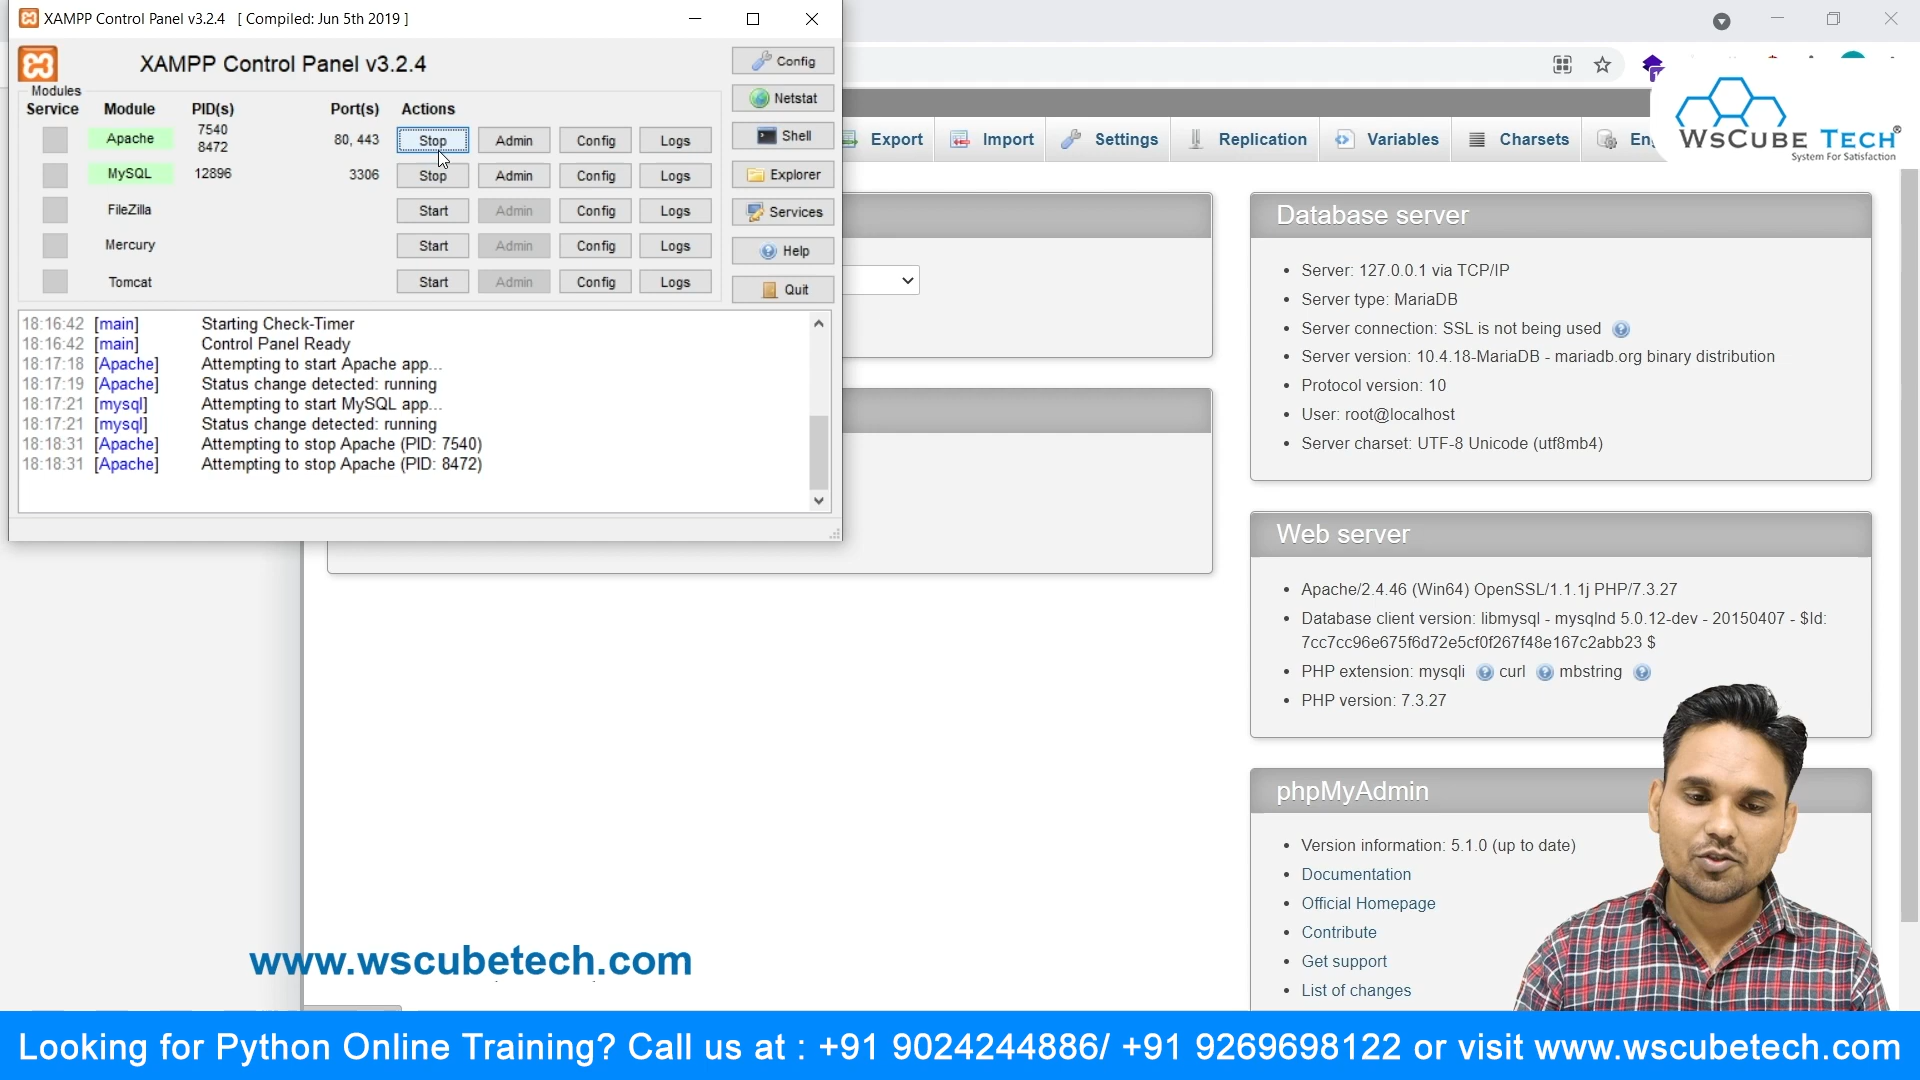 XAMPP Control Panel v3.2.4 [ Compiled: Jun 5th 2019 ]
XAMPP Control Panel v3.2.4
Config
Modules
Service Module PID(s) Port(s) Actions
Netstat
Apache 7540 8472 80, 443 Stop Admin Config Logs
Shell
MySQL 12896 3306 Stop Admin Config Logs
Explorer
FileZilla Start Admin Config Logs
Services
Mercury Start Admin Config Logs
Help
Tomcat Start Admin Config Logs
Quit
18:16:42 [main] Starting Check-Timer
18:16:42 [main] Control Panel Ready
18:17:18 [Apache] Attempting to start Apache app...
18:17:19 [Apache] Status change detected: running
18:17:21 [mysql] Attempting to start MySQL app...
18:17:21 [mysql] Status change detected: running
18:18:31 [Apache] Attempting to stop Apache (PID: 7540)
18:18:31 [Apache] Attempting to stop Apache (PID: 8472)
Export Import Settings Replication Variables Charsets
WsCube Tech
System For Satisfaction
Database server
Server: 127.0.0.1 via TCP/IP
Server type: MariaDB
Server connection: SSL is not being used
Server version: 10.4.18-MariaDB - mariadb.org binary distribution
Protocol version: 10
User: root@localhost
Server charset: UTF-8 Unicode (utf8mb4)
Web server
Apache/2.4.46 (Win64) OpenSSL/1.1.1j PHP/7.3.27
Database client version: libmysql - mysqlnd 5.0.12-dev - 20150407 - $Id:
7cc7cc96e675f6d72e5cf0f267f48e167c2abb23 $
PHP extension: mysqli curl mbstring
PHP version: 7.3.27
phpMyAdmin
Version information: 5.1.0 (up to date)
Documentation
Official Homepage
Contribute
Get support
List of changes
www.wscubetech.com
Looking for Python Online Training? Call us at : +91 9024244886/ +91 9269698122 or visit www.wscubetech.com